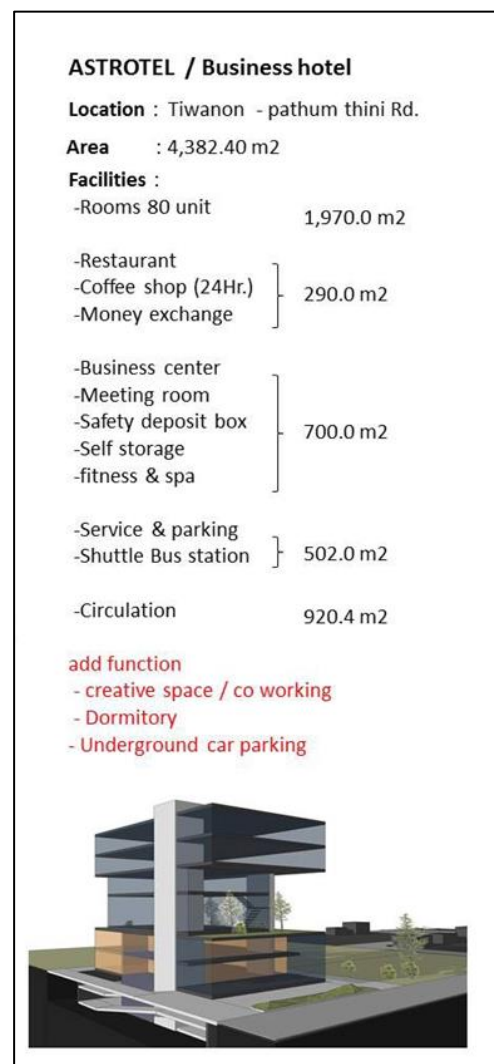 ASTROTEL / Business hotel
Location : Tiwanon - pathum thini Rd.
Area : 4,382.40 m2
Facilities :
-Rooms 80 unit 1,970.0 m2
-Restaurant
-Coffee shop (24Hr.) 290.0 m2
-Money exchange
-Business center
-Meeting room
-Safety deposit box 700.0 m2
-Self storage
-fitness & spa
-Service & parking
-Shuttle Bus station 502.0 m2
-Circulation 920.4 m2
add function
- creative space / co working
- Dormitory
- Underground car parking